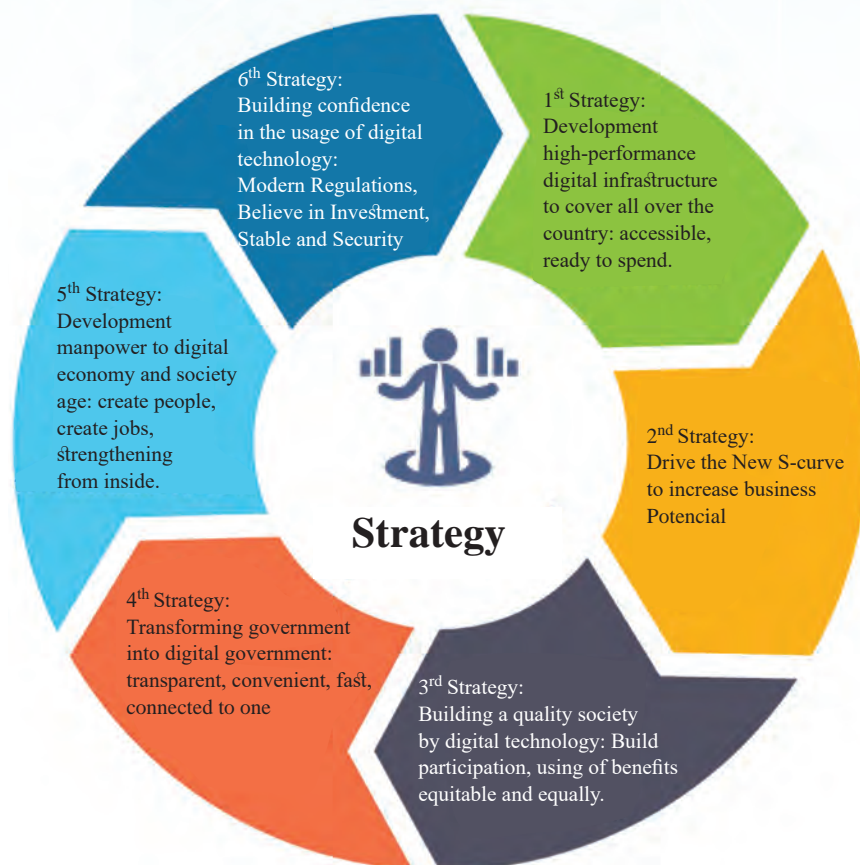 1st Strategy:
Development
high-performance
digital infrastructure
to cover all over the
country: accessible,
ready to spend.
2nd Strategy:
Drive the New S-curve
to increase business
Potencial
3rd Strategy:
Building a quality society
by digital technology: Build
participation, using of benefits
equitable and equally.
4th Strategy:
Transforming government
into digital government:
transparent, convenient, fast,
connected to one
5th Strategy:
Development
manpower to digital
economy and society
age: create people,
create jobs,
strengthening
from inside.
6th Strategy:
Building confidence
in the usage of digital
technology:
Modern Regulations,
Believe in Investment,
Stable and Security
Strategy